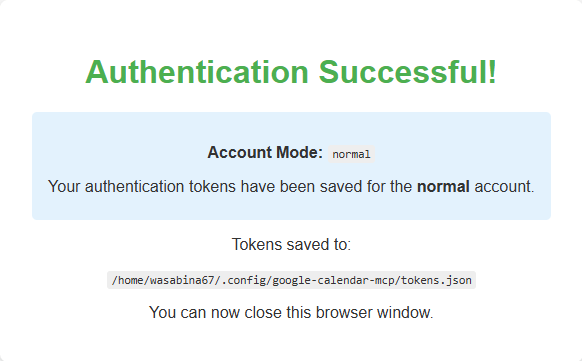 Authentication Successful!
Account Mode: normal
Your authentication tokens have been saved for the normal account.
Tokens saved to:
/home/wasabina67/.config/google-calendar-mcp/tokens.json
You can now close this browser window.